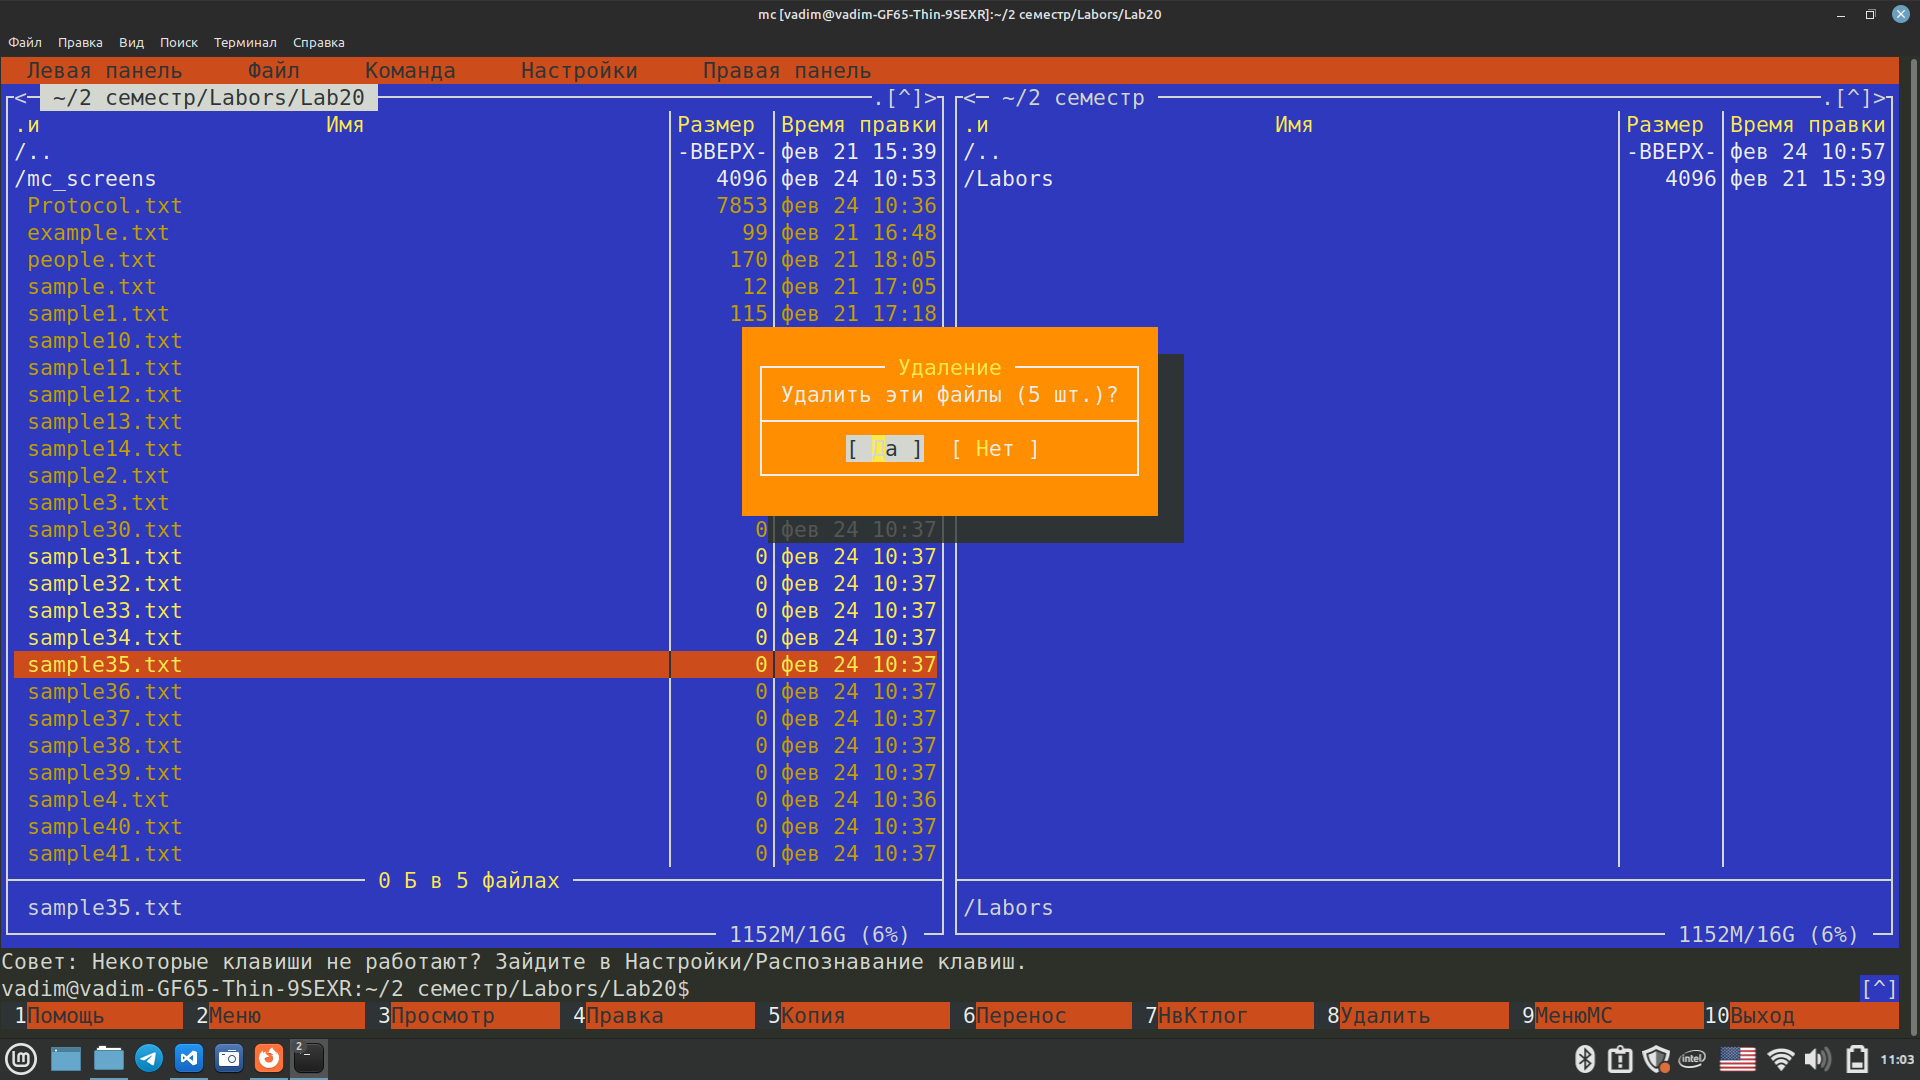 mc [vadim@vadim-GF65-Thin-9SEXR]:~/2 семестр/Labors/Lab20
Файл Правка Вид Поиск Терминал Справка
Левая панель Файл Команда Настройки Правая панель
<─ ~/2 семестр/Labors/Lab20 .[^]> <─ ~/2 семестр .[^]>
.и Имя Размер Время правки .и Имя Размер Время правки
/.. -ВВЕРХ- фев 21 15:39 /.. -ВВЕРХ- фев 24 10:57
/mc_screens 4096 фев 24 10:53 /Labors 4096 фев 21 15:39
Protocol.txt 7853 фев 24 10:36
example.txt 99 фев 21 16:48
people.txt 170 фев 21 18:05
sample.txt 12 фев 21 17:05
sample1.txt 115 фев 21 17:18
sample10.txt
sample11.txt
sample12.txt
sample13.txt
sample14.txt
sample2.txt
sample3.txt
Удаление
Удалить эти файлы (5 шт.)?
[ Да ] [ Нет ]
sample30.txt 0 фев 24 10:37
sample31.txt 0 фев 24 10:37
sample32.txt 0 фев 24 10:37
sample33.txt 0 фев 24 10:37
sample34.txt 0 фев 24 10:37
sample35.txt 0 фев 24 10:37
sample36.txt 0 фев 24 10:37
sample37.txt 0 фев 24 10:37
sample38.txt 0 фев 24 10:37
sample39.txt 0 фев 24 10:37
sample4.txt 0 фев 24 10:36
sample40.txt 0 фев 24 10:37
sample41.txt 0 фев 24 10:37
0 Б в 5 файлах
sample35.txt /Labors
1152M/16G (6%) 1152M/16G (6%)
Совет: Некоторые клавиши не работают? Зайдите в Настройки/Распознавание клавиш.
vadim@vadim-GF65-Thin-9SEXR:~/2 семестр/Labors/Lab20$ [^]
1Помощь 2Меню 3Просмотр 4Правка 5Копия 6Перенос 7НвКтлог 8Удалить 9МенюMC 10Выход
2 intel 11:03